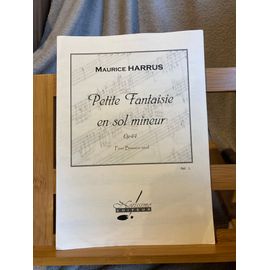 Maurice HARRUS
Petite Fantaisie
en sol mineur
Op.44
Pour Basson seul